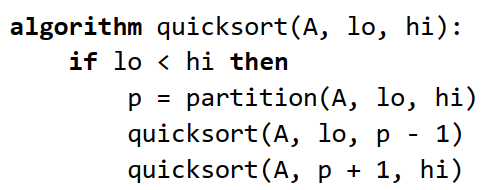 algorithm quicksort(A, lo, hi):
    if lo < hi then
        p = partition(A, lo, hi)
        quicksort(A, lo, p - 1)
        quicksort(A, p + 1, hi)